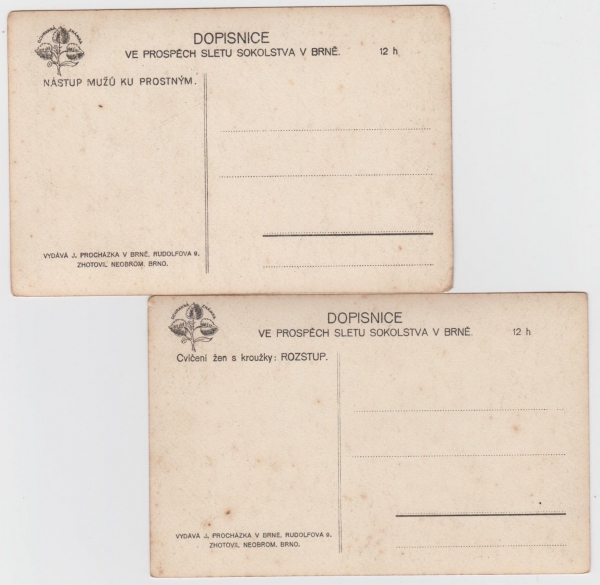 DOPISNICE
VE PROSPĚCH SLETU SOKOLSTVA V BRNĚ. 12 h
NÁSTUP MUŽŮ KU PROSTNÝM.
VYDÁVÁ J. PROCHÁZKA V BRNĚ, RUDOLFOVA 9.
ZHOTOVIL NEOBROM, BRNO.
OCHRANNÁ ZNÁMKA
DOPISNICE
VE PROSPĚCH SLETU SOKOLSTVA V BRNĚ. 12 h
Cvičení žen s kroužky: ROZSTUP.
VYDÁVÁ J. PROCHÁZKA V BRNĚ, RUDOLFOVA 9.
ZHOTOVIL NEOBROM, BRNO.